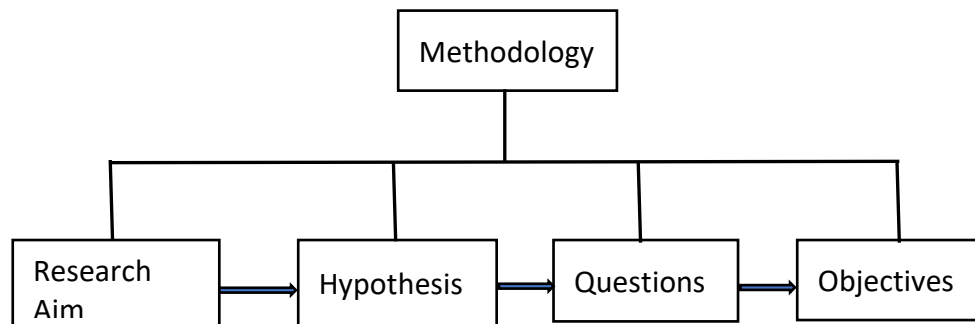 Methodology
Research
Aim
Hypothesis
Questions
Objectives